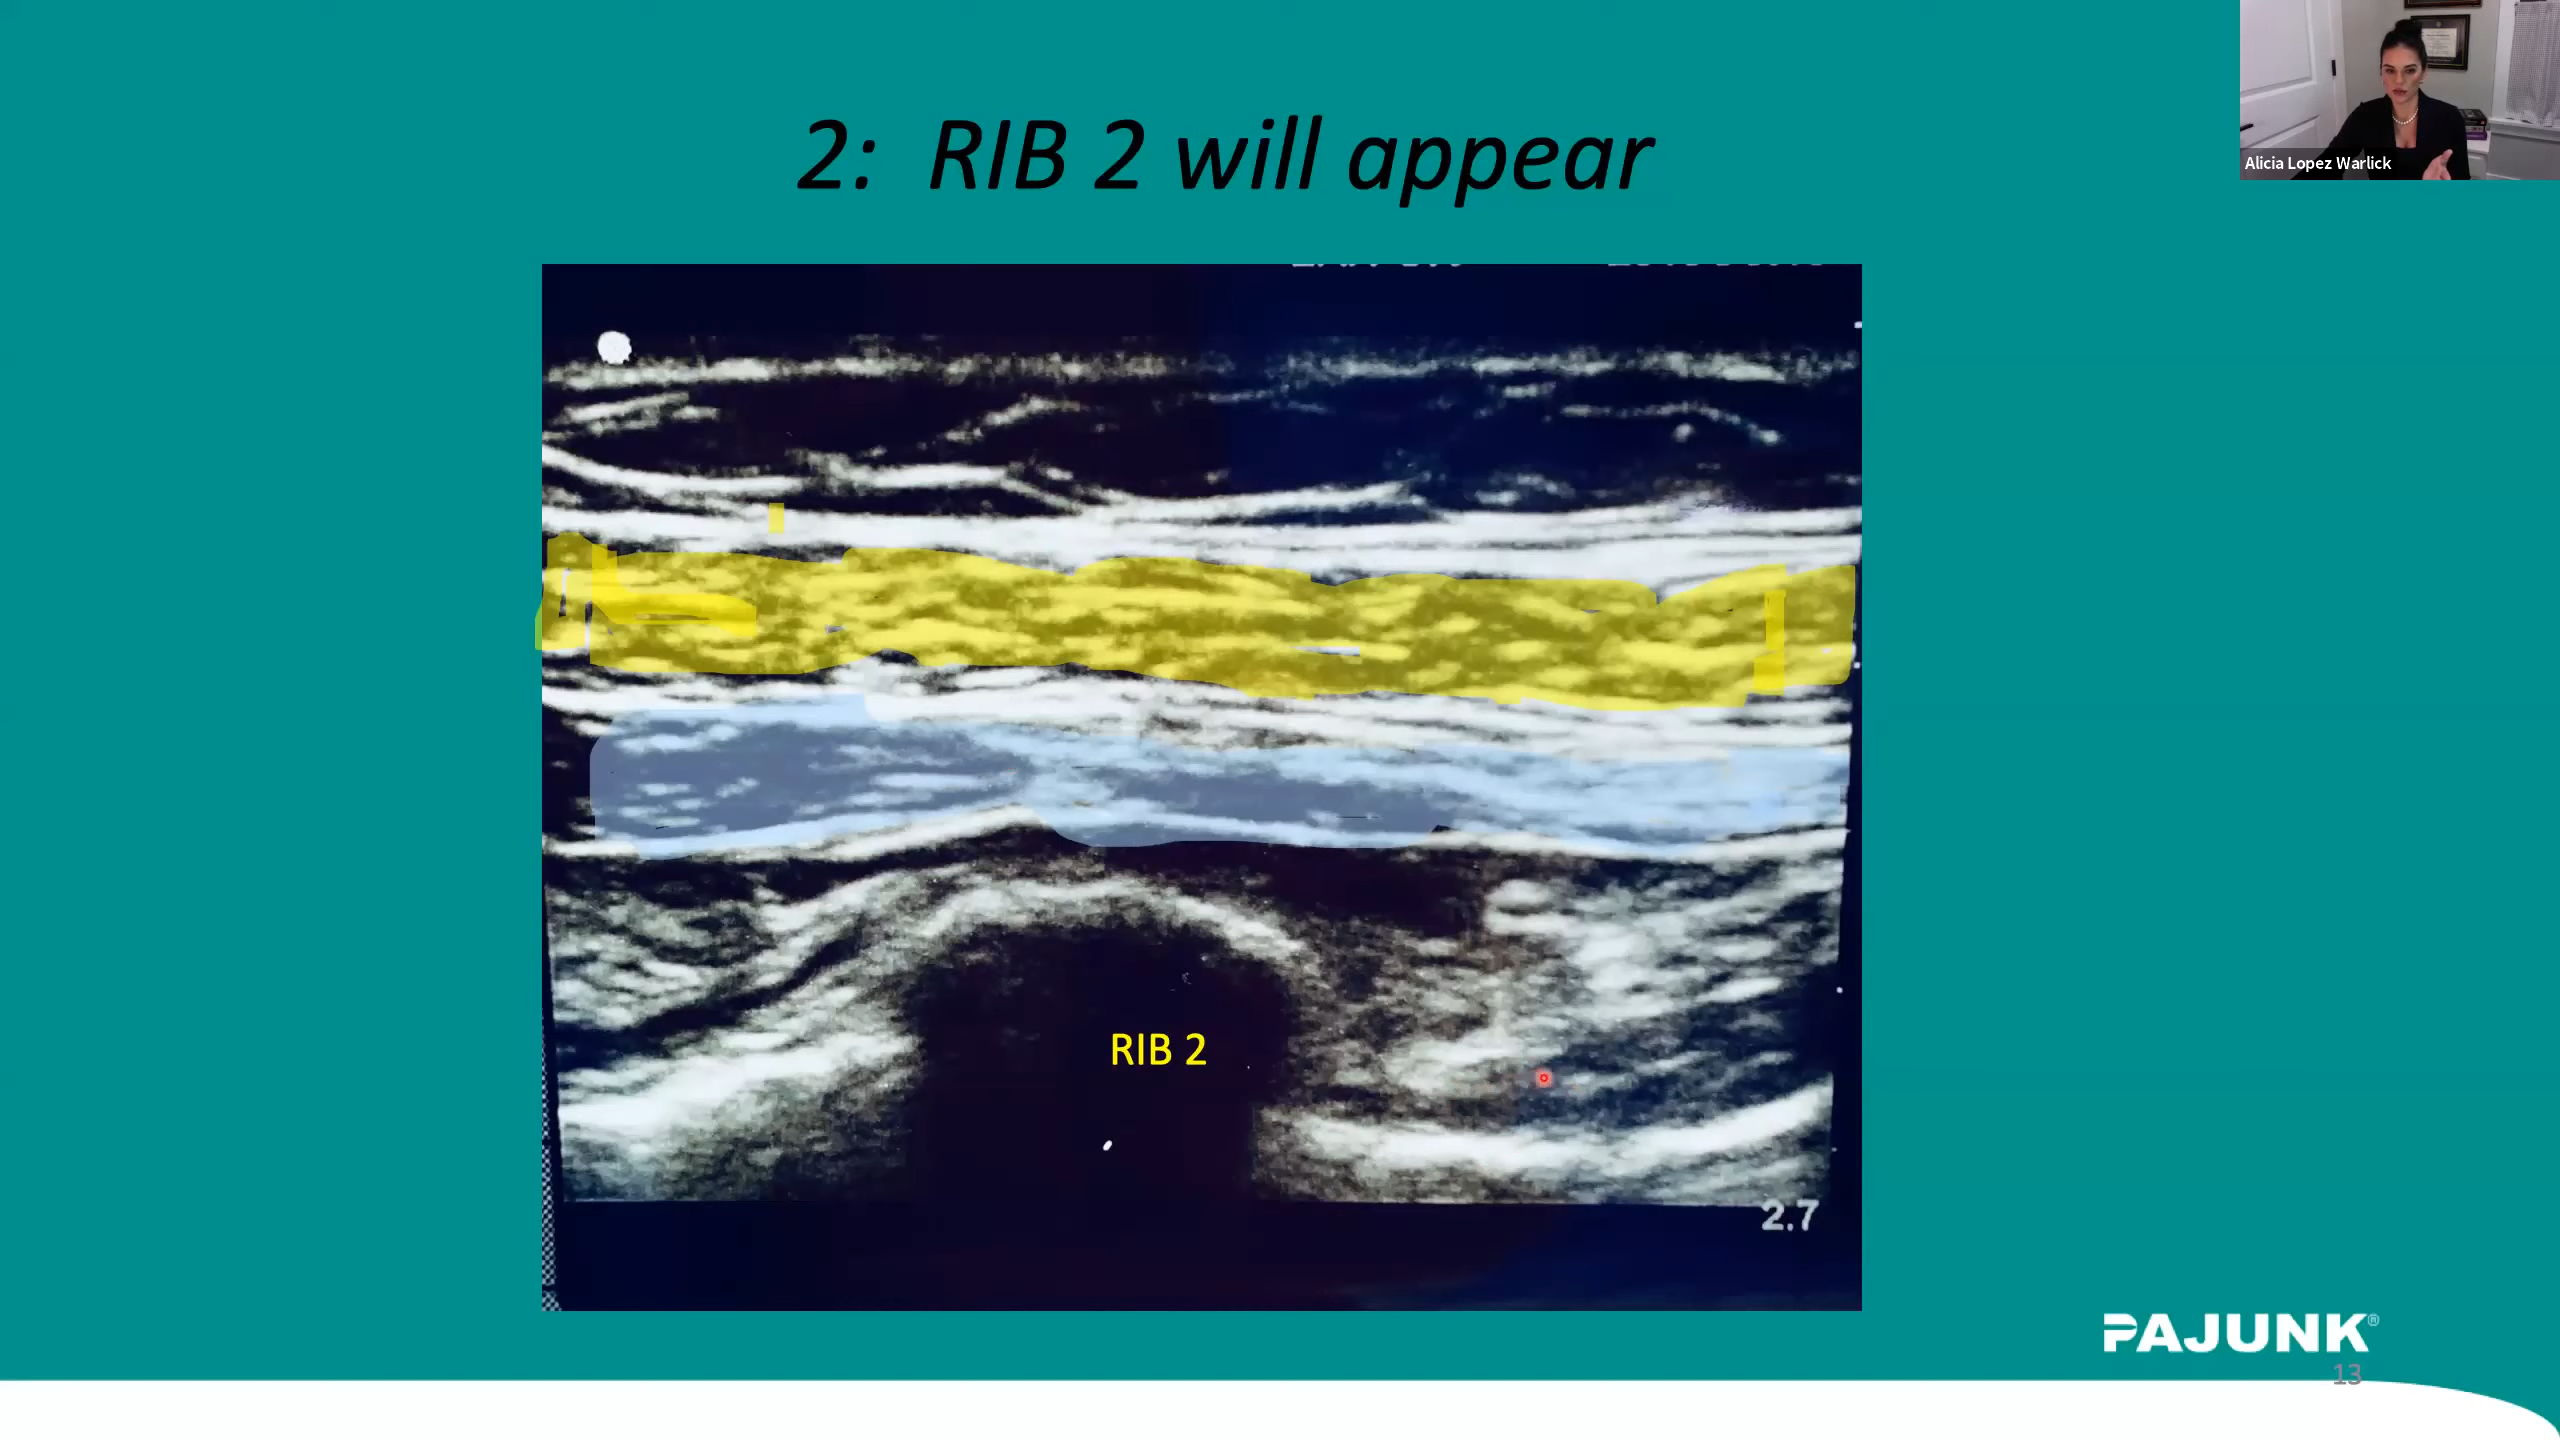 2: RIB 2 will appear
Alicia Lopez Warlick
RIB 2
2.7
PAJUNK®
13